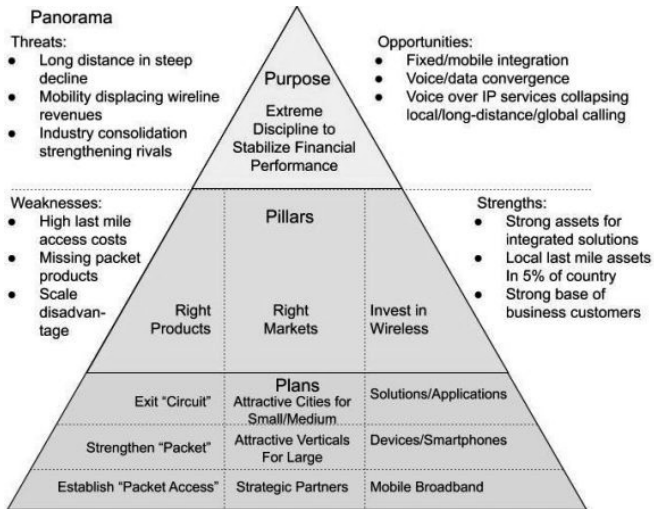 Panorama
Threats:
● Long distance in steep
decline
● Mobility displacing wireline
revenues
● Industry consolidation
strengthening rivals
Opportunities:
● Fixed/mobile integration
● Voice/data convergence
● Voice over IP services collapsing
local/long-distance/global calling
Purpose
Extreme
Discipline to
Stabilize Financial
Performance
Weaknesses:
● High last mile
access costs
● Missing packet
products
● Scale
disadvan-
tage
Strengths:
● Strong assets for
integrated solutions
● Local last mile assets
In 5% of country
● Strong base of
business customers
Pillars
Right
Products
Right
Markets
Invest in
Wireless
Plans
Exit “Circuit”
Attractive Cities for
Small/Medium
Solutions/Applications
Strengthen “Packet”
Attractive Verticals
For Large
Devices/Smartphones
Establish “Packet Access”
Strategic Partners
Mobile Broadband